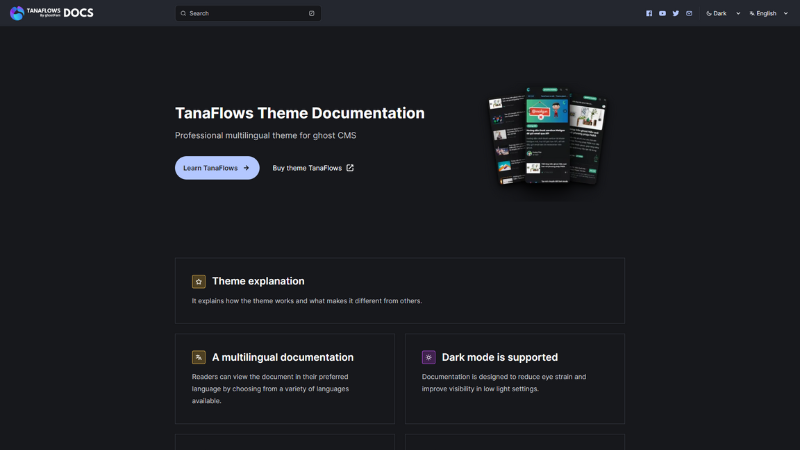 TANAFLOWS
By ghostFam
DOCS
Search
Dark
English
TanaFlows Theme Documentation
Professional multilingual theme for ghost CMS
Learn TanaFlows
Buy theme TanaFlows
Theme explanation
It explains how the theme works and what makes it different from others.
A multilingual documentation
Readers can view the document in their preferred
language by choosing from a variety of languages
available.
Dark mode is supported
Documentation is designed to reduce eye strain and
improve visibility in low light settings.